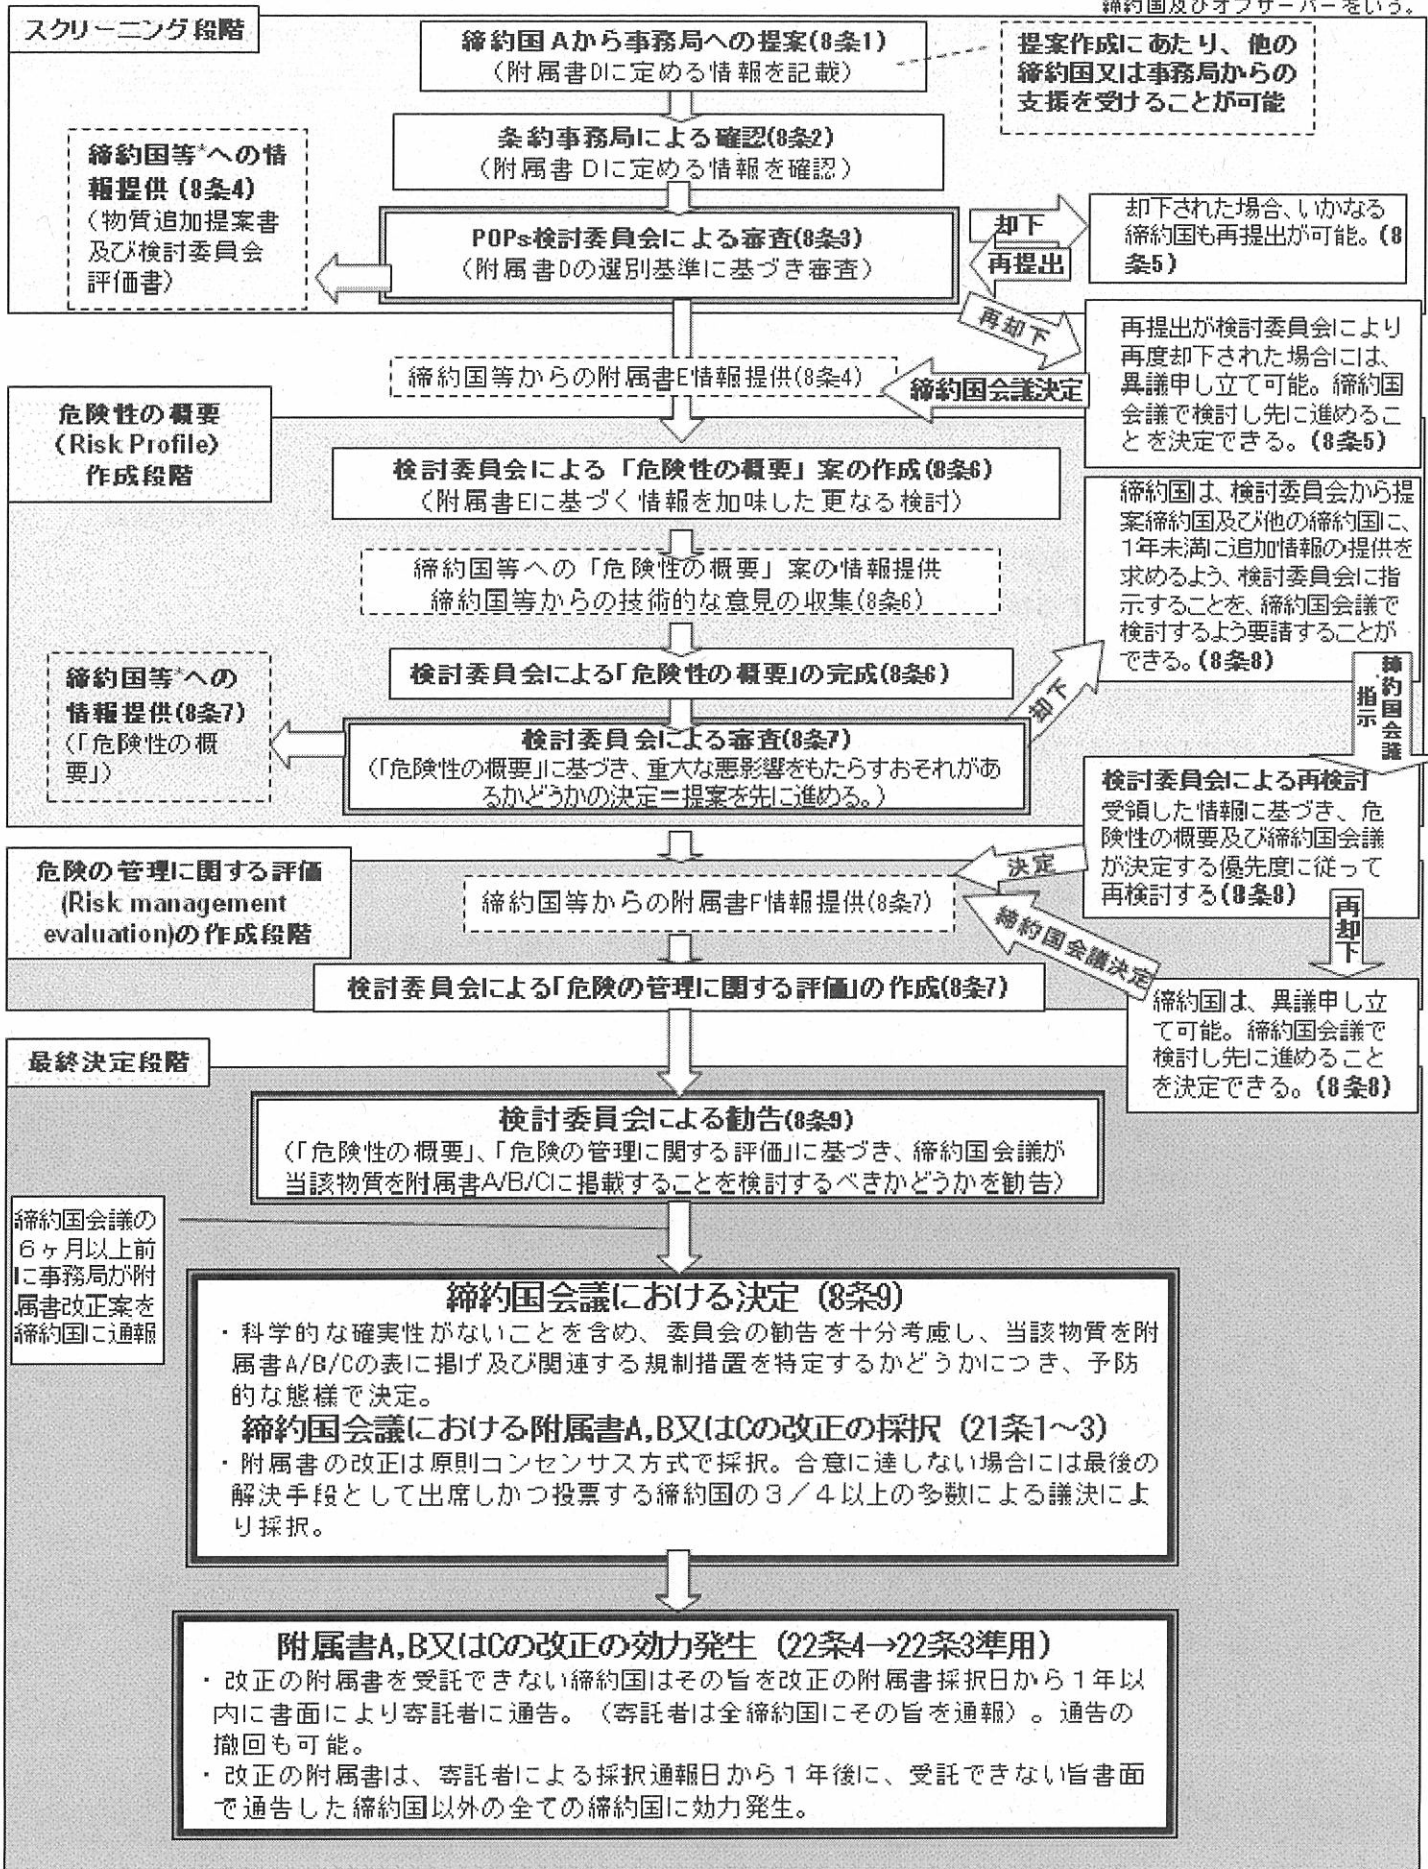 締約国及びオブザーバーをいう。
スクリーニング段階
締約国Aから事務局への提案(8条1)
（附属書Dに定める情報を記載）
提案作成にあたり、他の
締約国又は事務局からの
支援を受けることが可能
条約事務局による確認(8条2)
（附属書Dに定める情報を確認）
締約国等*への情
報提供（8条4）
（物質追加提案書
及び検討委員会
評価書）
POPs検討委員会による審査(8条3)
（附属書Dの選別基準に基づき審査）
却下
再提出
却下された場合、いかなる
締約国も再提出が可能。(8
条5)
再却下
再提出が検討委員会により
再度却下された場合には、
異議申し立て可能。締約国
会議で検討し先に進めるこ
とを決定できる。(8条5)
締約国等からの附属書E情報提供(8条4)
締約国会議決定
危険性の概要
（Risk Profile）
作成段階
検討委員会による「危険性の概要」案の作成(8条6)
（附属書Eに基づく情報を加味した更なる検討）
締約国は、検討委員会から提
案締約国及び他の締約国に、
1年未満に追加情報の提供を
求めるよう、検討委員会に指
示することを、締約国会議で
検討するよう要請することが
できる。(8条8)
締約国等への「危険性の概要」案の情報提供
締約国等からの技術的な意見の収集(8条6)
検討委員会による「危険性の概要」の完成(8条6)
締約国等*への
情報提供(8条7)
（「危険性の概
要」）
却下
締約国会議
指示
検討委員会による審査(8条7)
（「危険性の概要」に基づき、重大な悪影響をもたらすおそれがあ
るかどうかの決定＝提案を先に進める。）
検討委員会による再検討
受領した情報に基づき、危
険性の概要及び締約国会議
が決定する優先度に従って
再検討する(8条8)
危険の管理に関する評価
(Risk management
evaluation)の作成段階
決定
締約国等からの附属書F情報提供(8条7)
締約国会議決定
再却下
検討委員会による「危険の管理に関する評価」の作成(8条7)
締約国は、異議申し立
て可能。締約国会議で
検討し先に進めること
を決定できる。(8条8)
最終決定段階
検討委員会による勧告(8条9)
（「危険性の概要」、「危険の管理に関する評価」に基づき、締約国会議が
当該物質を附属書A/B/Cに掲載することを検討するべきかどうかを勧告）
締約国会議の
６ヶ月以上前
に事務局が附
属書改正案を
締約国に通報
締約国会議における決定（8条9）
・科学的な確実性がないことを含め、委員会の勧告を十分考慮し、当該物質を附
属書A/B/Cの表に掲げ及び関連する規制措置を特定するかどうかにつき、予防
的な態様で決定。
締約国会議における附属書A,B又はCの改正の採択（21条1～3）
・附属書の改正は原則コンセンサス方式で採択。合意に達しない場合には最後の
解決手段として出席しかつ投票する締約国の３／４以上の多数による議決によ
り採択。
附属書A,B又はCの改正の効力発生（22条4→22条3準用）
・改正の附属書を受託できない締約国はその旨を改正の附属書採択日から１年以
内に書面により寄託者に通告。（寄託者は全締約国にその旨を通報）。通告の
撤回も可能。
・改正の附属書は、寄託者による採択通報日から１年後に、受託できない旨書面
で通告した締約国以外の全ての締約国に効力発生。